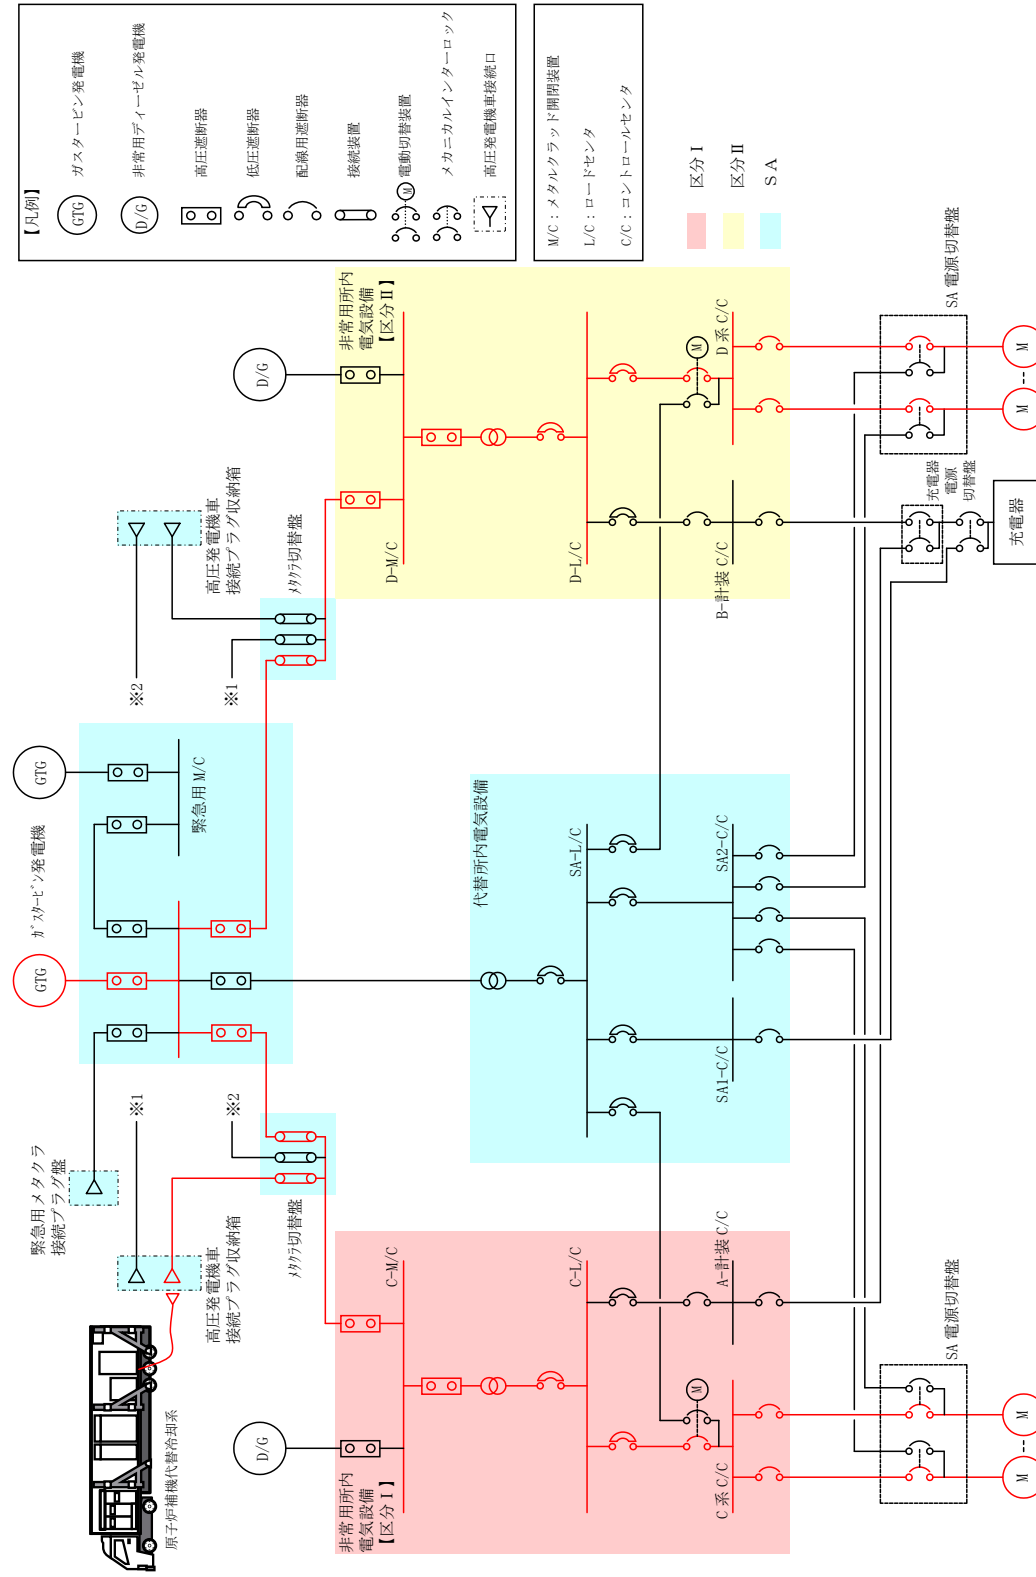 【凡例】
GTG ガスタービン発電機
D/G 非常用ディーゼル発電機
高圧遮断器
低圧遮断器
配線用遮断器
接続装置
M 電動切替装置
メカニカルインターロック
高圧発電機車接続口
M/C : メタルクラッド開閉装置
L/C : ロードセンタ
C/C : コントロールセンタ
区分Ⅰ
区分Ⅱ
SA
原子炉補機代替冷却系
緊急用メタクラ
接続プラグ盤
高圧発電機車
接続プラグ収納箱
※1
※2
メタクラ切替盤
GTG
ガスタービン発電機
GTG
緊急用 M/C
※2
※1
高圧発電機車
接続プラグ収納箱
メタクラ切替盤
D/G
非常用所内
電気設備
【区分Ⅰ】
C-M/C
C-L/C
M
C系 C/C
A-計装 C/C
代替所内電気設備
SA-L/C
SA1-C/C
SA2-C/C
D/G
非常用所内
電気設備
【区分Ⅱ】
D-M/C
D-L/C
M
D系 C/C
B-計装 C/C
SA 電源切替盤
M
M
充電器
電源
切替盤
充電器
SA 電源切替盤
M
M